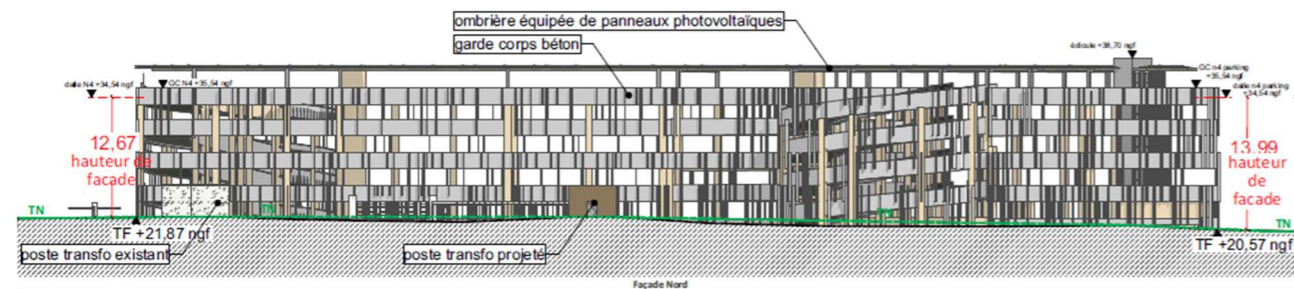 ombrière équipée de panneaux photovoltaïques
garde corps béton
édicule +38,70 ngf
dalle N4 +34,54 ngf
GC N4 +35,54 ngf
GC n4 parking
+35,54 ngf
dalle n4 parking
+34,54 ngf
12,67
hauteur de
facade
13.99
hauteur
de
facade
TN
TN
TN
TN
TF +21,87 ngf
TF +20,57 ngf
poste transfo existant
poste transfo projeté
Façade Nord